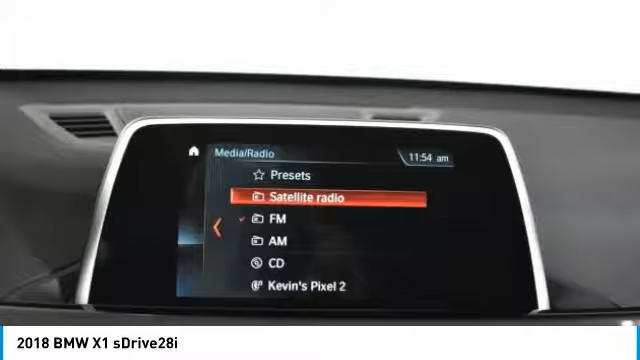 Media/Radio
11:54 am
Presets
Satellite radio
FM
AM
CD
Kevin's Pixel 2
2018 BMW X1 sDrive28i